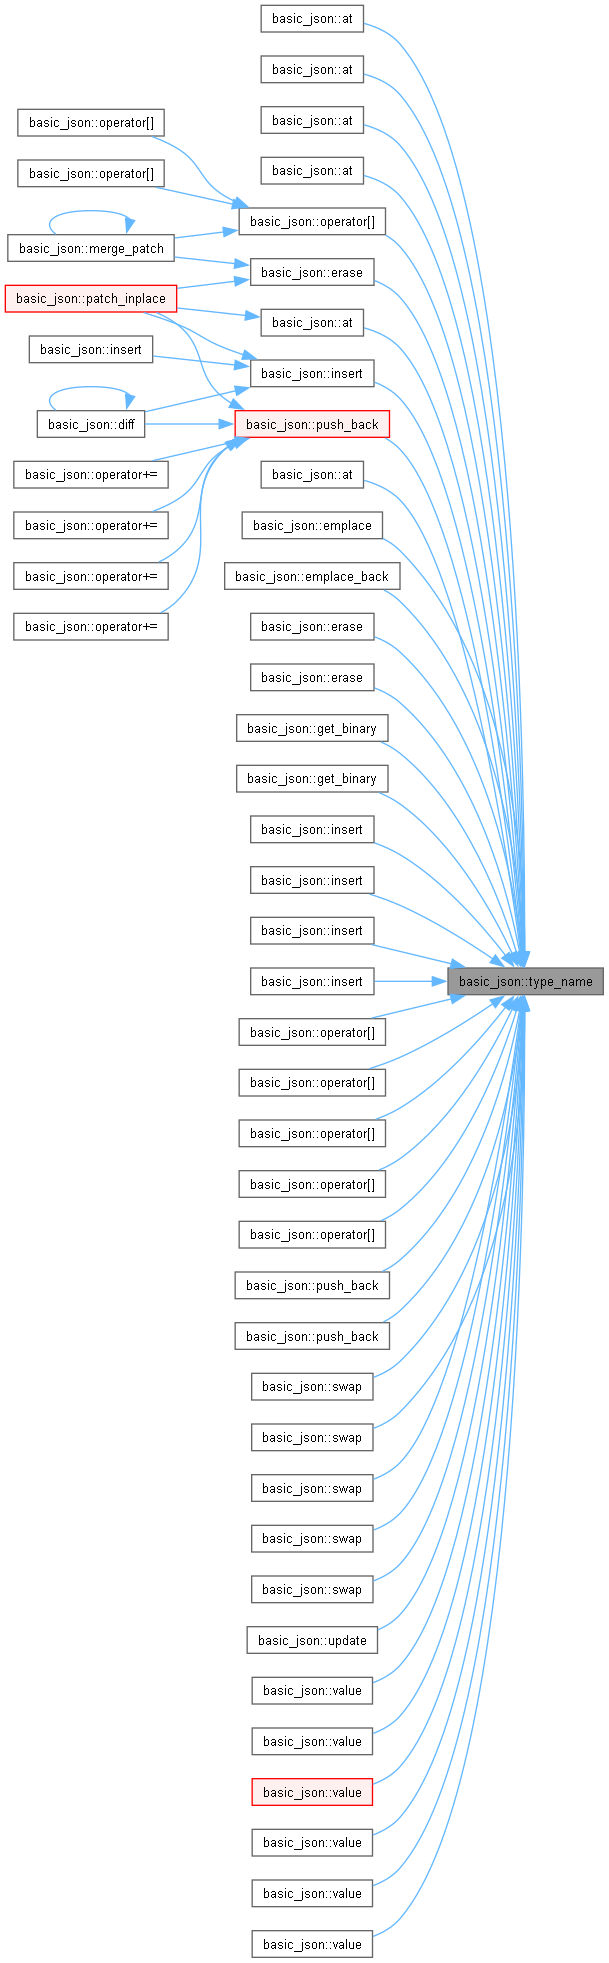 basic_json::at
basic_json::at
basic_json::at
basic_json::operator[]
basic_json::at
basic_json::operator[]
basic_json::operator[]
basic_json::merge_patch
basic_json::erase
basic_json::patch_inplace
basic_json::at
basic_json::insert
basic_json::insert
basic_json::diff
basic_json::push_back
basic_json::operator+=
basic_json::at
basic_json::operator+=
basic_json::emplace
basic_json::operator+=
basic_json::emplace_back
basic_json::operator+=
basic_json::erase
basic_json::erase
basic_json::get_binary
basic_json::get_binary
basic_json::insert
basic_json::insert
basic_json::insert
basic_json::insert
basic_json::type_name
basic_json::operator[]
basic_json::operator[]
basic_json::operator[]
basic_json::operator[]
basic_json::operator[]
basic_json::push_back
basic_json::push_back
basic_json::swap
basic_json::swap
basic_json::swap
basic_json::swap
basic_json::swap
basic_json::update
basic_json::value
basic_json::value
basic_json::value
basic_json::value
basic_json::value
basic_json::value